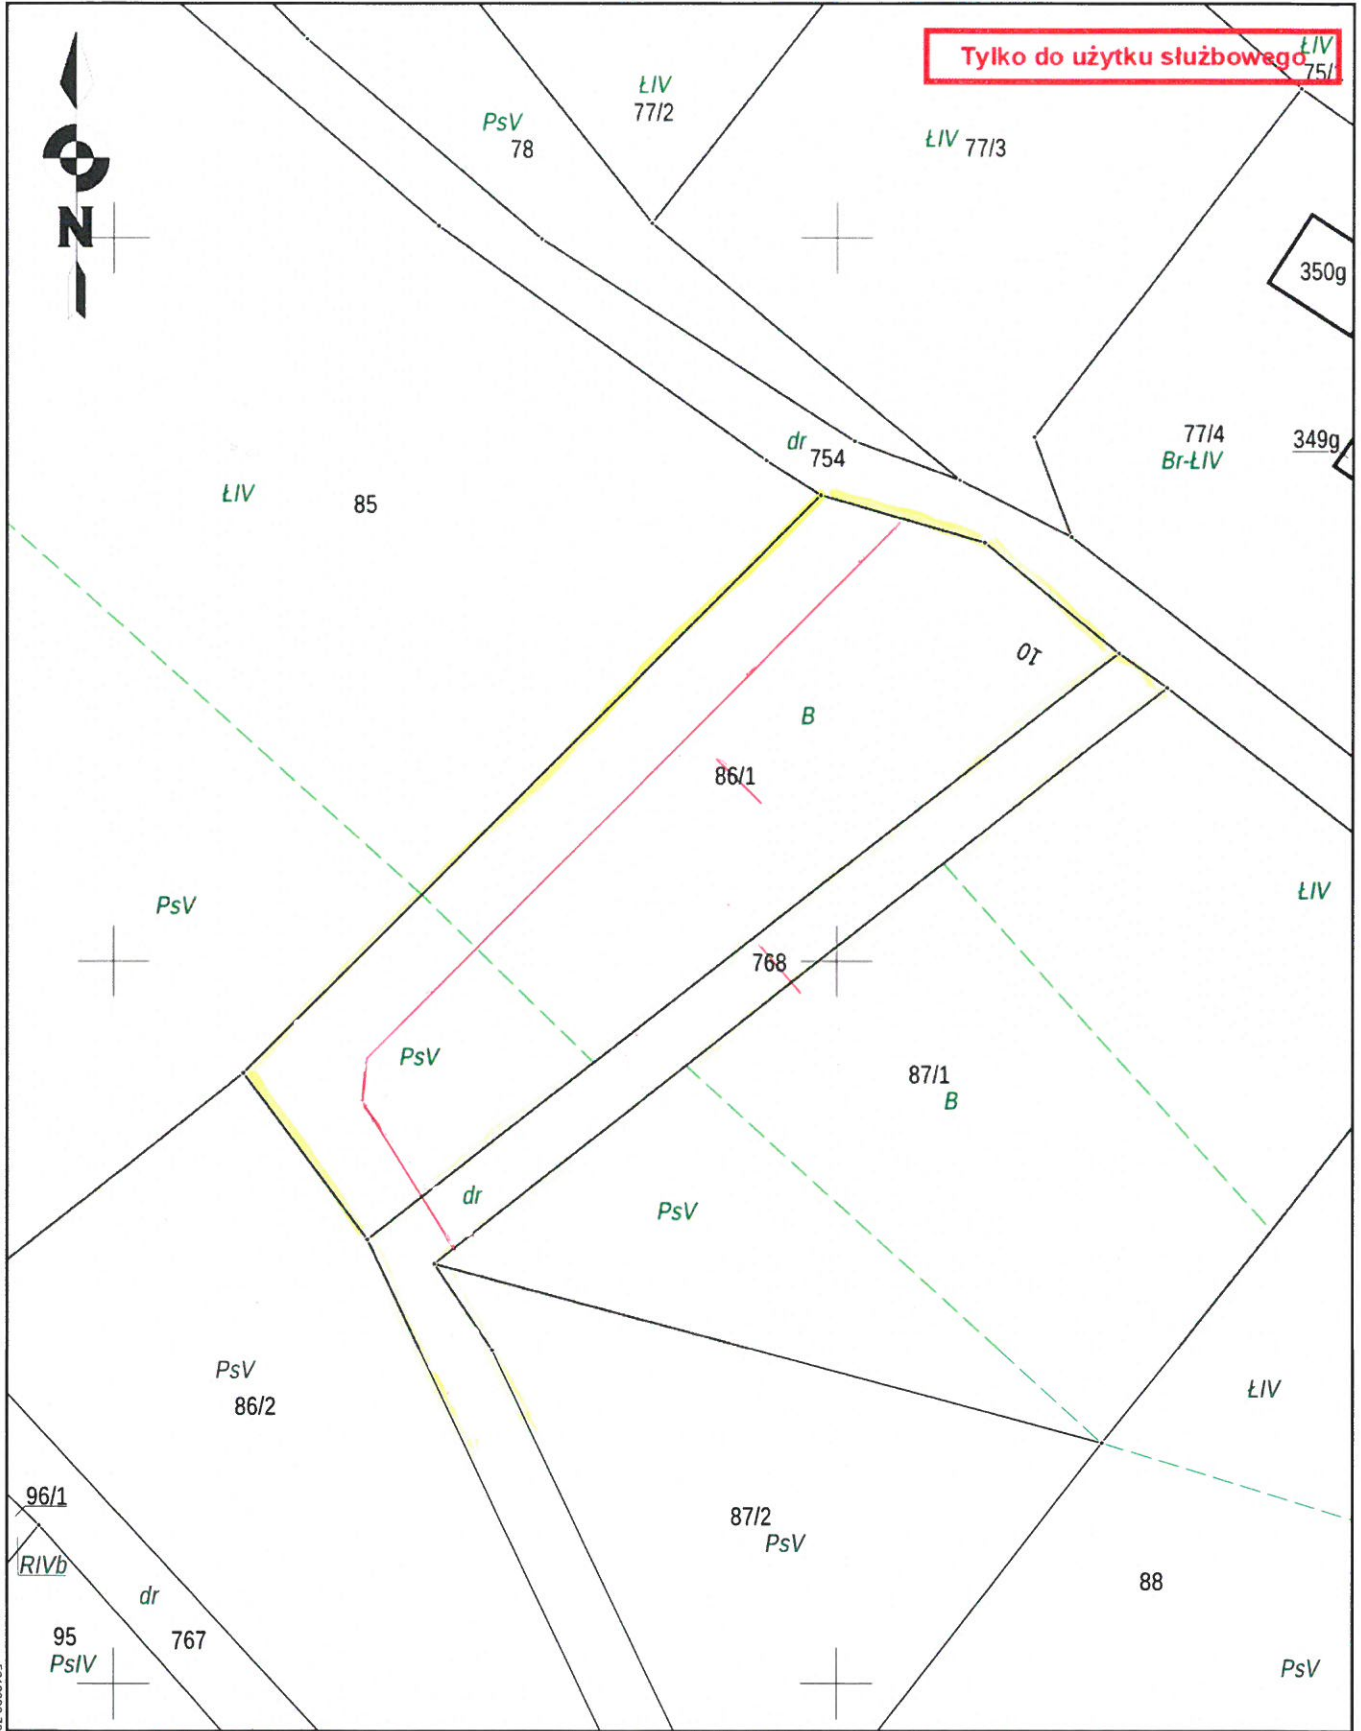 Tylko do użytku służbowego
ŁIV
75/
ŁIV
77/2
PsV
78
ŁIV 77/3
N
350g
77/4
Br-ŁIV
349g
dr
754
ŁIV
85
10
B
86/1
PsV
ŁIV
768
PsV
87/1
B
dr
PsV
PsV
86/2
ŁIV
96/1
87/2
PsV
RIVb
dr
88
95
767
PsIV
PsV